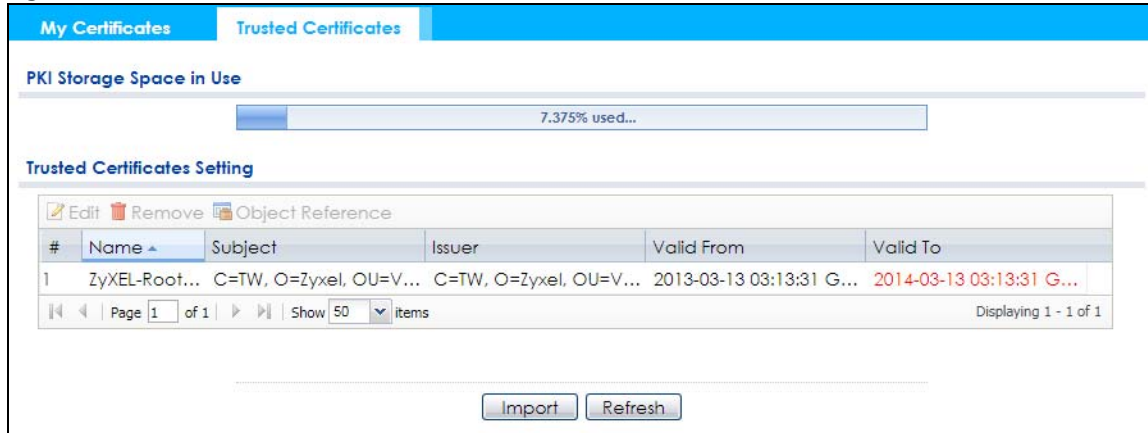 My Certificates Trusted Certificates
PKI Storage Space in Use
7.375% used...
Trusted Certificates Setting
Edit Remove Object Reference
# Name Subject Issuer Valid From Valid To
1 ZyXEL-Root... C=TW, O=Zyxel, OU=V... C=TW, O=Zyxel, OU=V... 2013-03-13 03:13:31 G... 2014-03-13 03:13:31 G...
Page 1 of 1 Show 50 items Displaying 1 - 1 of 1
Import Refresh